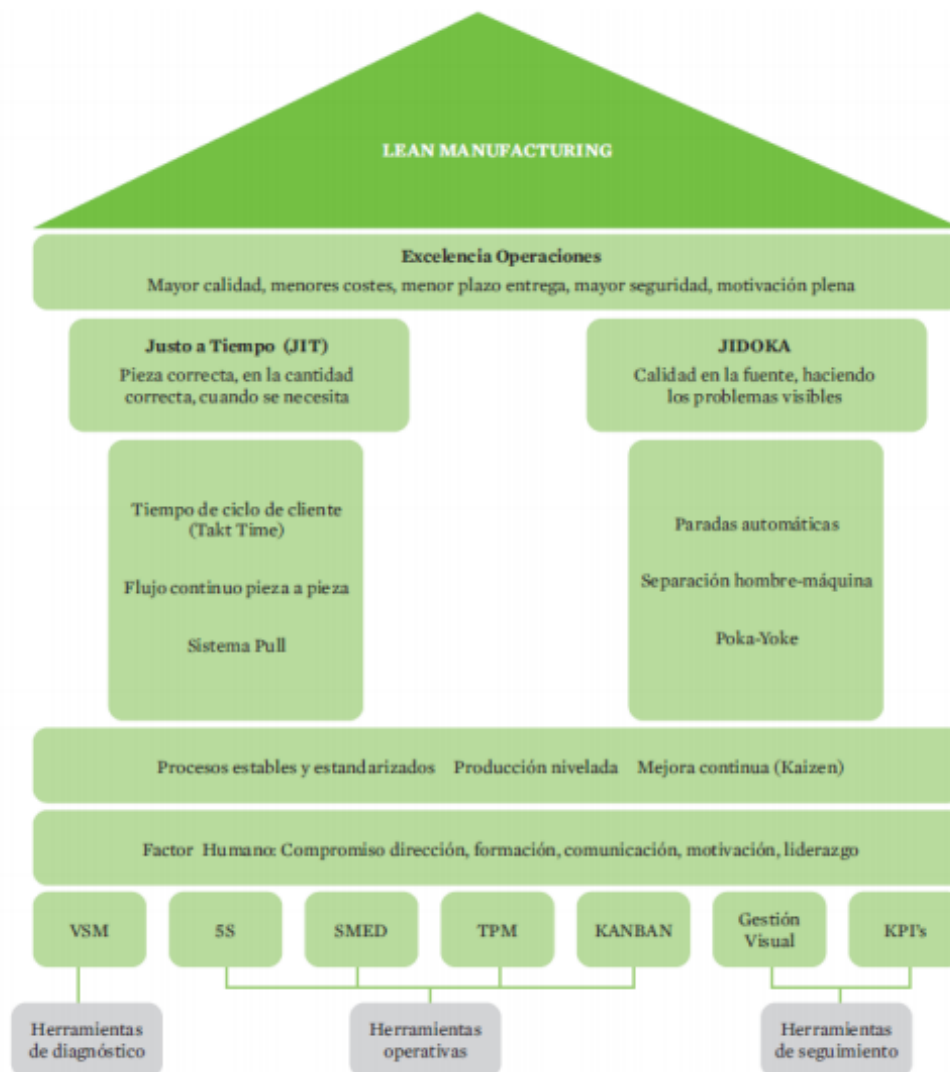 LEAN MANUFACTURING
Excelencia Operaciones
Mayor calidad, menores costes, menor plazo entrega, mayor seguridad, motivación plena
Justo a Tiempo (JIT)
Pieza correcta, en la cantidad
correcta, cuando se necesita
JIDOKA
Calidad en la fuente, haciendo
los problemas visibles
Tiempo de ciclo de cliente
(Takt Time)
Flujo continuo pieza a pieza
Sistema Pull
Paradas automáticas
Separación hombre-máquina
Poka-Yoke
Procesos estables y estandarizados Producción nivelada Mejora continua (Kaizen)
Factor Humano: Compromiso dirección, formación, comunicación, motivación, liderazgo
VSM
5S
SMED
TPM
KANBAN
Gestión
Visual
KPI's
Herramientas
de diagnóstico
Herramientas
operativas
Herramientas
de seguimiento